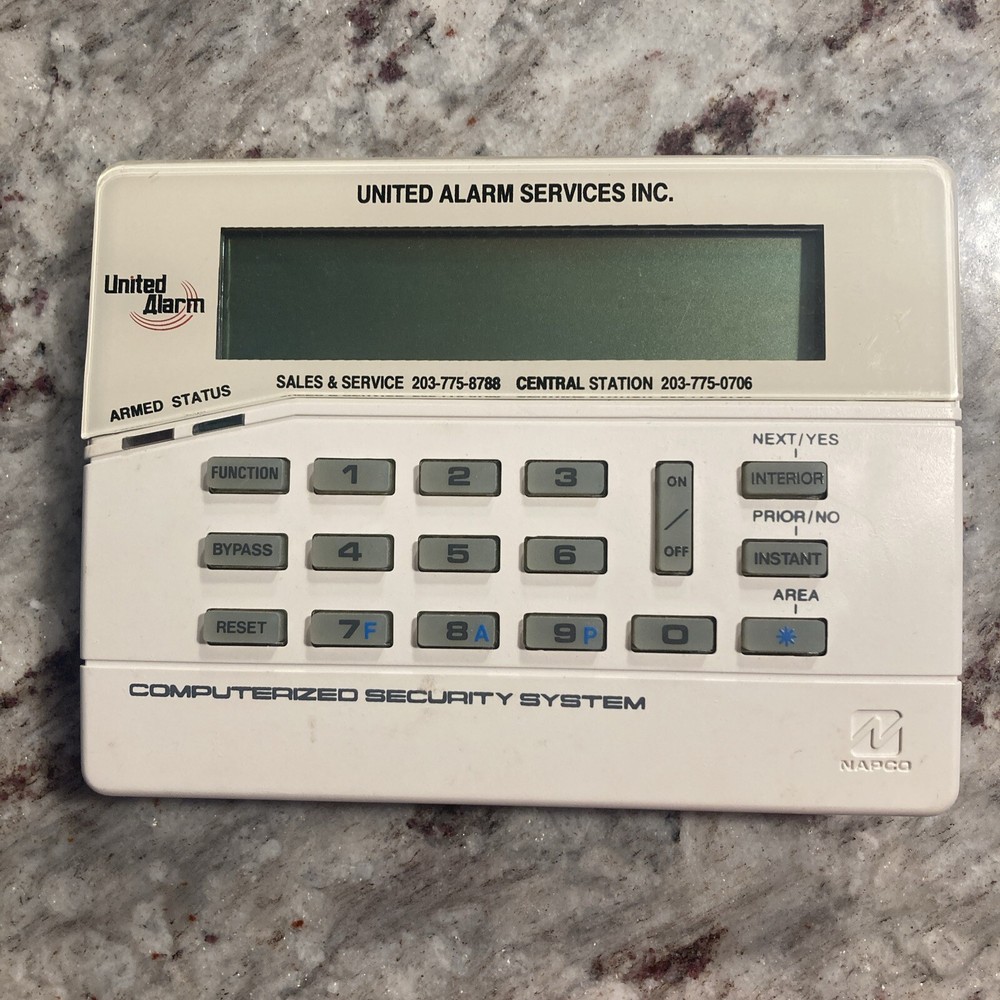 UNITED ALARM SERVICES INC.
United
Alarm
SALES & SERVICE 203-775-8788 CENTRAL STATION 203-775-0706
ARMED STATUS
NEXT/YES
FUNCTION 1 2 3 ON INTERIOR
PRIOR/NO
BYPASS 4 5 6 / OFF INSTANT
AREA
RESET 7F 8A 9P 0 *
COMPUTERIZED SECURITY SYSTEM
NAPCO